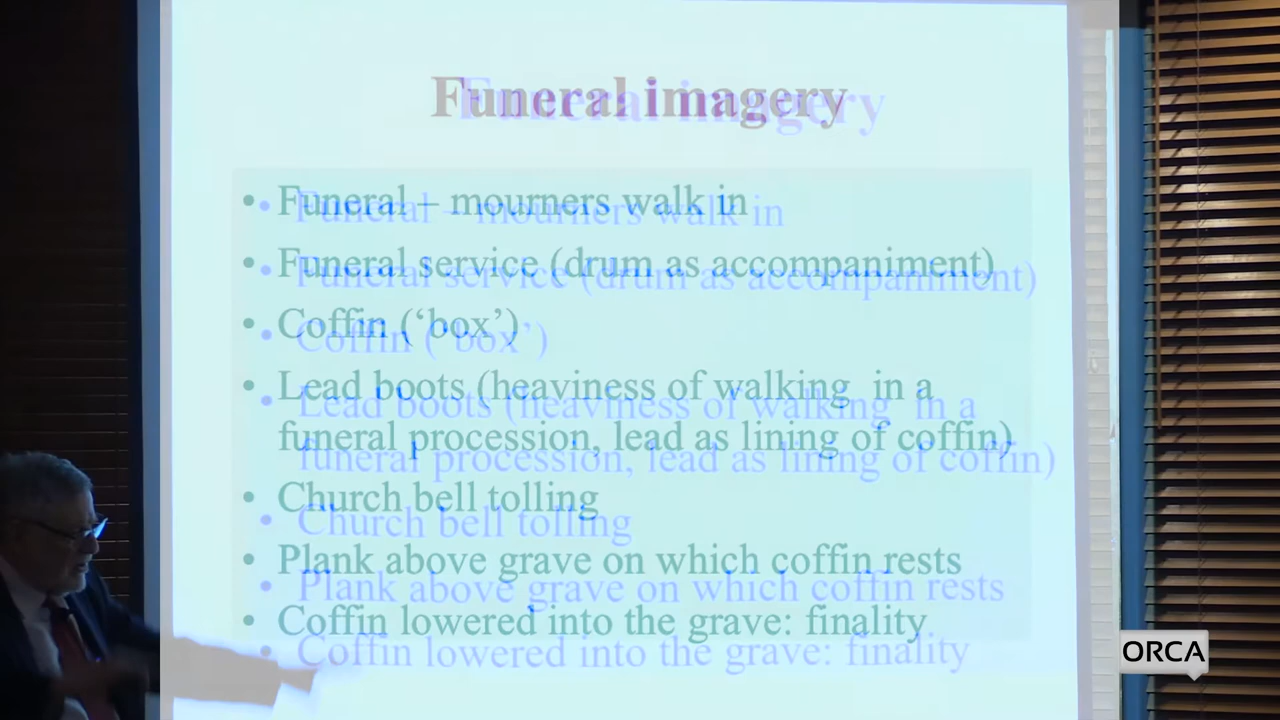 Funeral imagery
• Funeral – mourners walk in
• Funeral service (drum as accompaniment)
• Coffin (‘box’)
• Lead boots (heaviness of walking in a
funeral procession, lead as lining of coffin)
• Church bell tolling
• Plank above grave on which coffin rests
• Coffin lowered into the grave: finality
ORCA